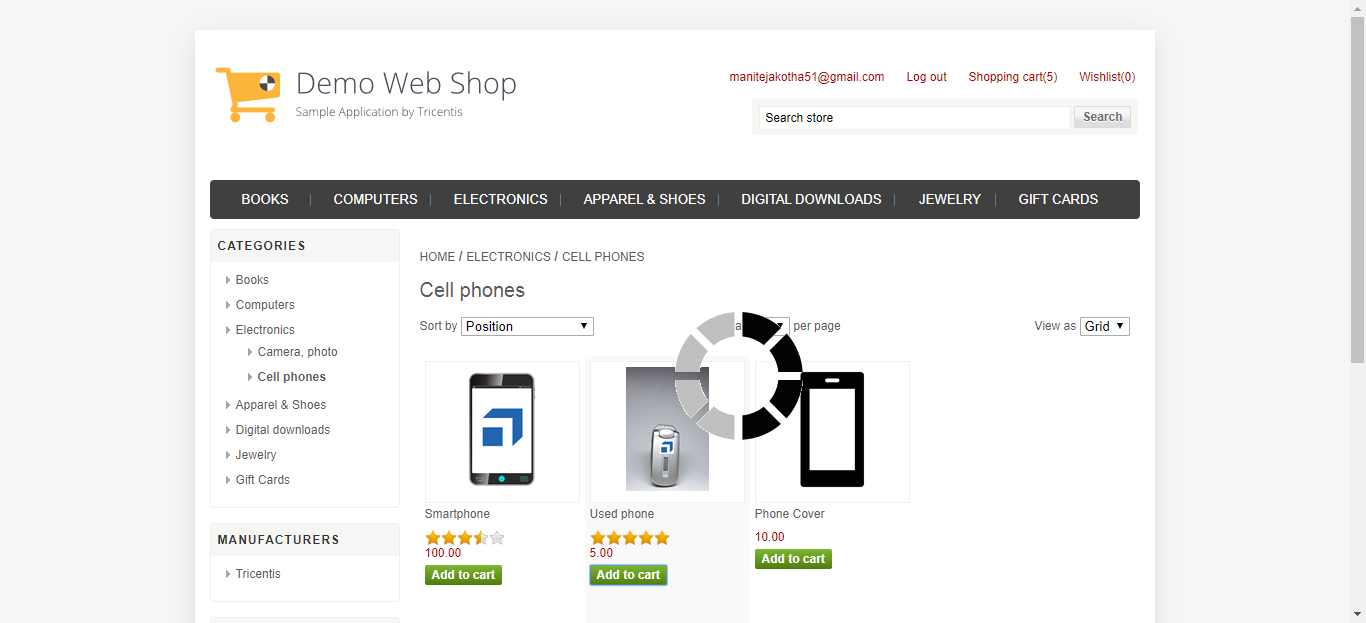 Demo Web Shop
Sample Application by Tricentis
manitejakotha51@gmail.com Log out Shopping cart(5) Wishlist(0)
Search store Search
BOOKS COMPUTERS ELECTRONICS APPAREL & SHOES DIGITAL DOWNLOADS JEWELRY GIFT CARDS
CATEGORIES
Books
Computers
Electronics
Camera, photo
Cell phones
Apparel & Shoes
Digital downloads
Jewelry
Gift Cards
MANUFACTURERS
Tricentis
HOME / ELECTRONICS / CELL PHONES
Cell phones
Sort by Position per page View as Grid
Smartphone
100.00
Add to cart
Used phone
5.00
Add to cart
Phone Cover
10.00
Add to cart